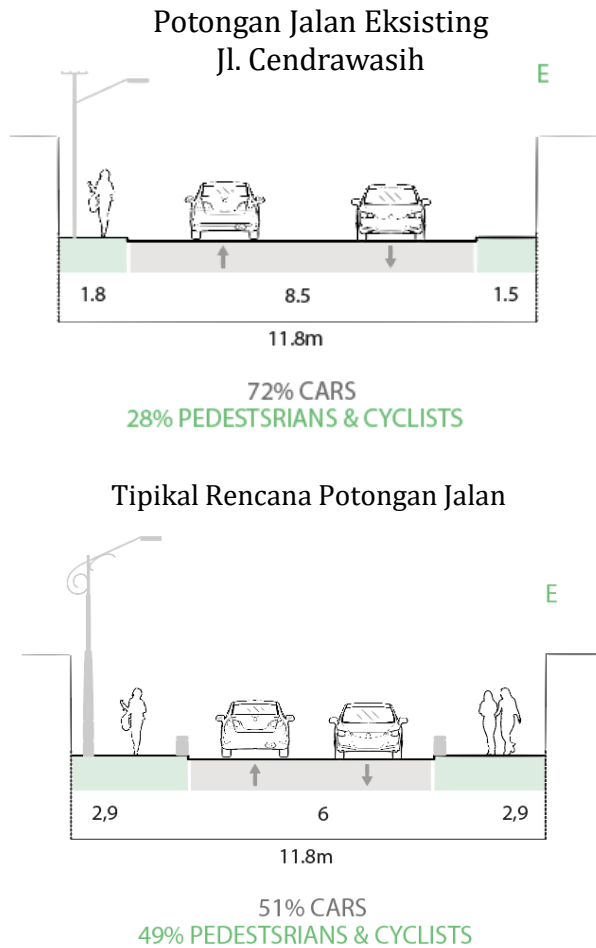 Potongan Jalan Eksisting
Jl. Cendrawasih
E
1.8 8.5 1.5
11.8m
72% CARS
28% PEDESTSRIANS & CYCLISTS
Tipikal Rencana Potongan Jalan
E
2,9 6 2,9
11.8m
51% CARS
49% PEDESTSRIANS & CYCLISTS